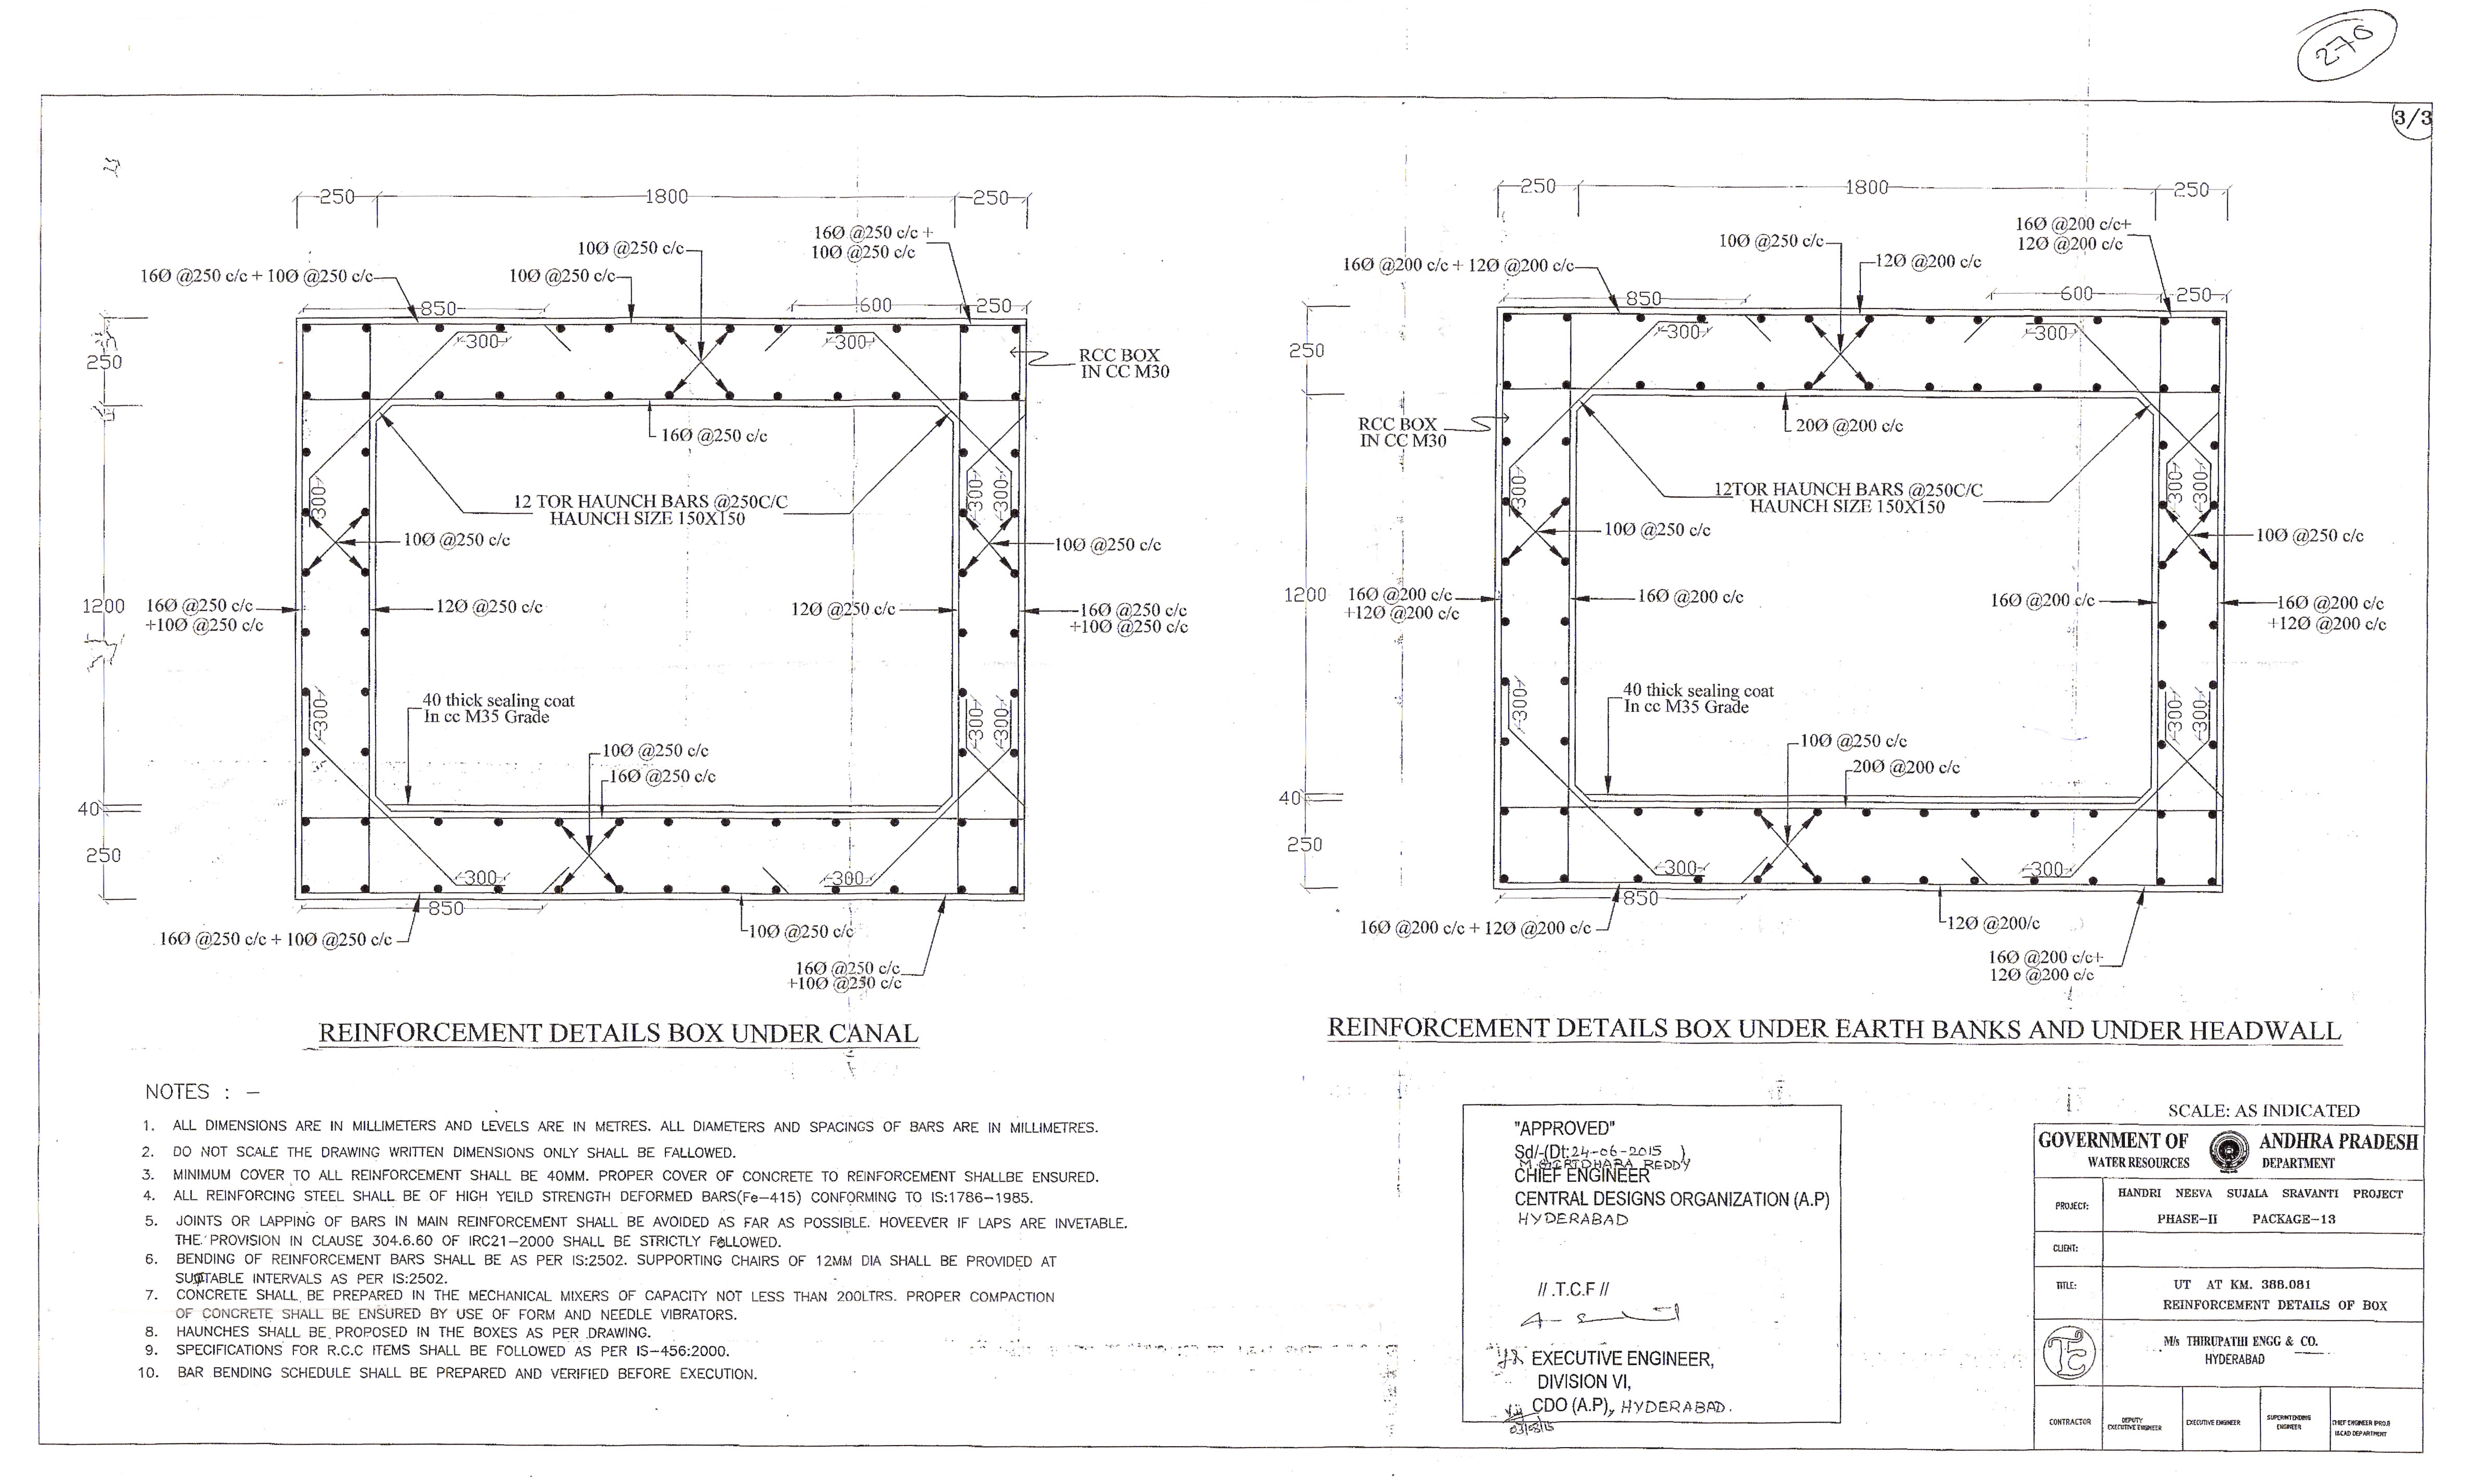 270
3/3
250
1800
250
16Ø @250 c/c +
10Ø @250 c/c
10Ø @250 c/c
16Ø @250 c/c + 10Ø @250 c/c
10Ø @250 c/c
850
600
250
300
300
250
RCC BOX
IN CC M30
16Ø @250 c/c
300
300
300
12 TOR HAUNCH BARS @250C/C
HAUNCH SIZE 150X150
10Ø @250 c/c
10Ø @250 c/c
1200
16Ø @250 c/c
+10Ø @250 c/c
12Ø @250 c/c
12Ø @250 c/c
16Ø @250 c/c
+10Ø @250 c/c
300
300
300
40 thick sealing coat
In cc M35 Grade
10Ø @250 c/c
16Ø @250 c/c
40
250
300
300
850
16Ø @250 c/c + 10Ø @250 c/c
10Ø @250 c/c
16Ø @250 c/c
+10Ø @250 c/c
REINFORCEMENT DETAILS BOX UNDER CANAL
250
1800
250
16Ø @200 c/c+
12Ø @200 c/c
10Ø @250 c/c
12Ø @200 c/c
16Ø @200 c/c + 12Ø @200 c/c
850
600
250
300
300
250
20Ø @200 c/c
RCC BOX
IN CC M30
300
300
300
12TOR HAUNCH BARS @250C/C
HAUNCH SIZE 150X150
10Ø @250 c/c
10Ø @250 c/c
1200
16Ø @200 c/c
+12Ø @200 c/c
16Ø @200 c/c
16Ø @200 c/c
16Ø @200 c/c
+12Ø @200 c/c
300
300
300
40 thick sealing coat
In cc M35 Grade
10Ø @250 c/c
20Ø @200 c/c
40
250
300
300
850
16Ø @200 c/c + 12Ø @200 c/c
12Ø @200/c
16Ø @200 c/c+
12Ø @200 c/c
REINFORCEMENT DETAILS BOX UNDER EARTH BANKS AND UNDER HEADWALL
NOTES : -
1. ALL DIMENSIONS ARE IN MILLIMETERS AND LEVELS ARE IN METRES. ALL DIAMETERS AND SPACINGS OF BARS ARE IN MILLIMETRES.
2. DO NOT SCALE THE DRAWING WRITTEN DIMENSIONS ONLY SHALL BE FALLOWED.
3. MINIMUM COVER TO ALL REINFORCEMENT SHALL BE 40MM. PROPER COVER OF CONCRETE TO REINFORCEMENT SHALLBE ENSURED.
4. ALL REINFORCING STEEL SHALL BE OF HIGH YEILD STRENGTH DEFORMED BARS(Fe-415) CONFORMING TO IS:1786-1985.
5. JOINTS OR LAPPING OF BARS IN MAIN REINFORCEMENT SHALL BE AVOIDED AS FAR AS POSSIBLE. HOVEEVER IF LAPS ARE INVETABLE.
THE PROVISION IN CLAUSE 304.6.60 OF IRC21-2000 SHALL BE STRICTLY FOLLOWED.
6. BENDING OF REINFORCEMENT BARS SHALL BE AS PER IS:2502. SUPPORTING CHAIRS OF 12MM DIA SHALL BE PROVIDED AT
SUITABLE INTERVALS AS PER IS:2502.
7. CONCRETE SHALL BE PREPARED IN THE MECHANICAL MIXERS OF CAPACITY NOT LESS THAN 200LTRS. PROPER COMPACTION
OF CONCRETE SHALL BE ENSURED BY USE OF FORM AND NEEDLE VIBRATORS.
8. HAUNCHES SHALL BE PROPOSED IN THE BOXES AS PER DRAWING.
9. SPECIFICATIONS FOR R.C.C ITEMS SHALL BE FOLLOWED AS PER IS-456:2000.
10. BAR BENDING SCHEDULE SHALL BE PREPARED AND VERIFIED BEFORE EXECUTION.
"APPROVED"
Sd/-(Dt:24-06-2015 )
M. GIRIDHARA REDDY
CHIEF ENGINEER
CENTRAL DESIGNS ORGANIZATION (A.P)
HYDERABAD
// .T.C.F //
EXECUTIVE ENGINEER,
DIVISION VI,
CDO (A.P), HYDERABAD.
03/08/15
SCALE: AS INDICATED
GOVERNMENT OF ANDHRA PRADESH
WATER RESOURCES DEPARTMENT
PROJECT: HANDRI NEEVA SUJALA SRAVANTI PROJECT
PHASE-II PACKAGE-13
CLIENT:
TITLE: UT AT KM. 388.081
REINFORCEMENT DETAILS OF BOX
M/s THIRUPATHI ENGG & CO.
HYDERABAD
CONTRACTOR
DEPUTY
EXECUTIVE ENGINEER
EXECUTIVE ENGINEER
SUPERINTENDING
ENGINEER
CHIEF ENGINEER (PROJ)
I&CAD DEPARTMENT